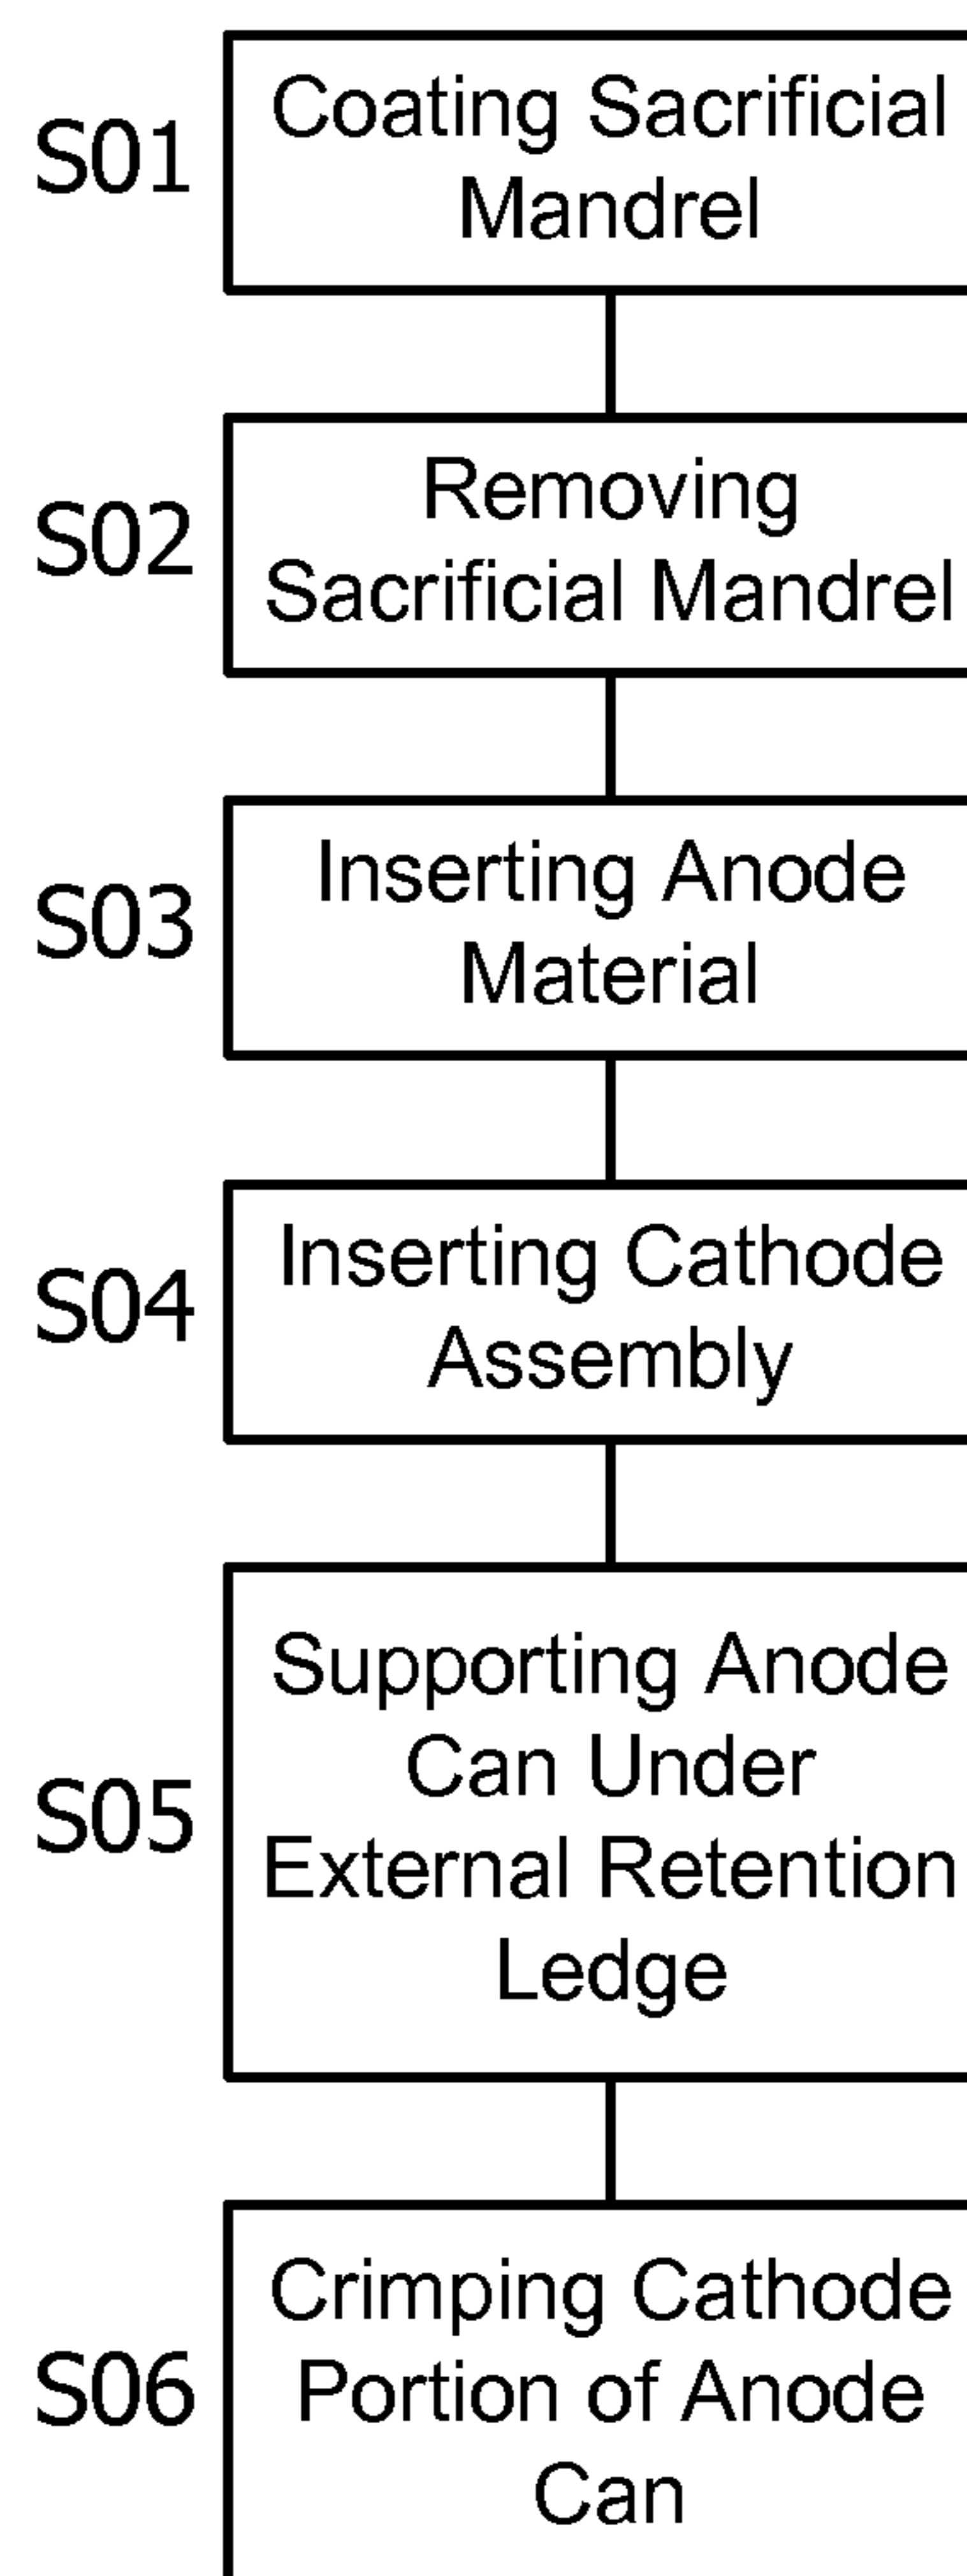 S01
Coating Sacrificial
Mandrel
S02
Removing
Sacrificial Mandrel
S03
Inserting Anode
Material
S04
Inserting Cathode
Assembly
S05
Supporting Anode
Can Under
External Retention
Ledge
S06
Crimping Cathode
Portion of Anode
Can